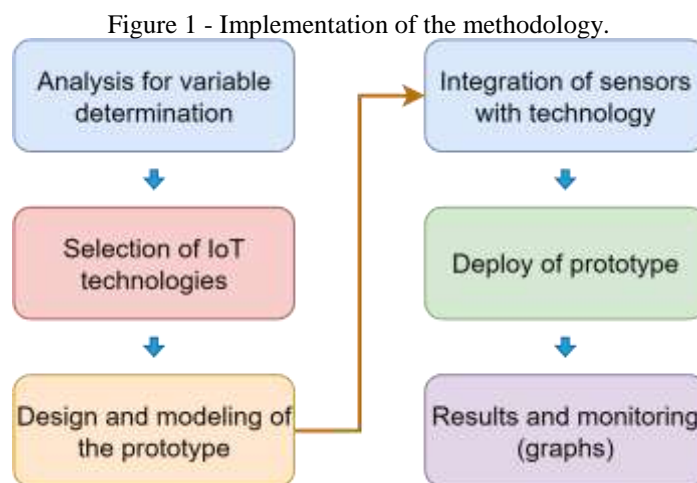 Figure 1 - Implementation of the methodology.
Analysis for variable
determination
Selection of IoT
technologies
Design and modeling of
the prototype
Integration of sensors
with technology
Deploy of prototype
Results and monitoring
(graphs)